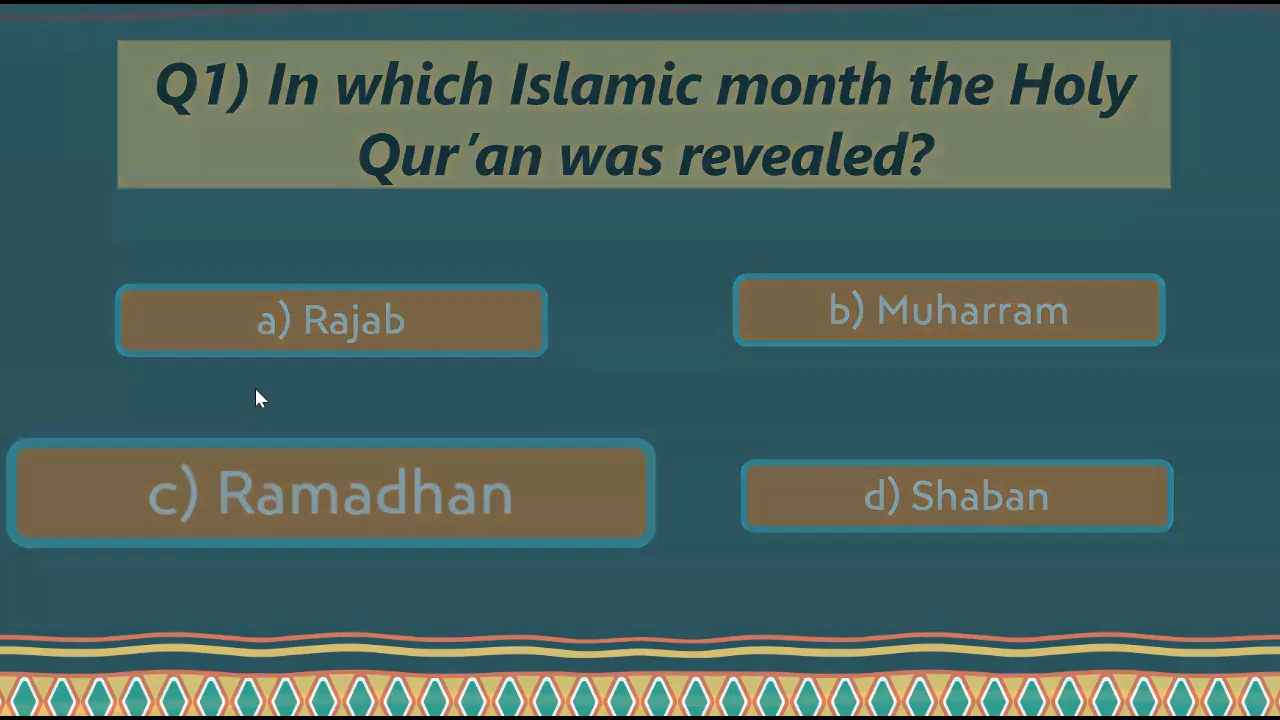 Q1) In which Islamic month the Holy
Qur’an was revealed?
a) Rajab
b) Muharram
c) Ramadhan
d) Shaban